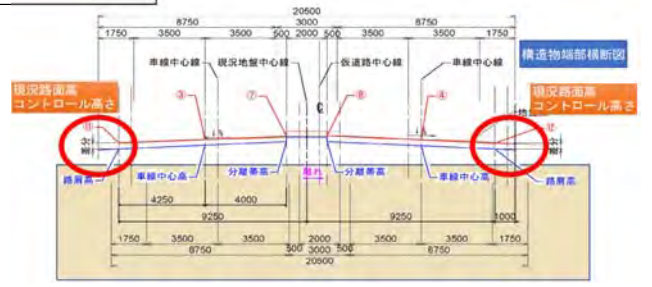 20500
8750 3000 8750
1750 3500 3500 500 2000 500 3500 3500 1750
車線中心線 現況地盤中心線 仮道路中心線 車線中心線
構造物端部横断図
現況路面高
コントロール高さ
現況路面高
コントロール高さ
⑪ ③ ⑦ ⑧ ④ ⑫
差分 差分
路肩高 車線中心高 分離帯高 離れ 分離帯高 車線中心高 路肩高
4250 4000
9250 9250 1000
1750 3500 3500 2000 3500 3500 1750
8750 500 3000 500 8750
20500